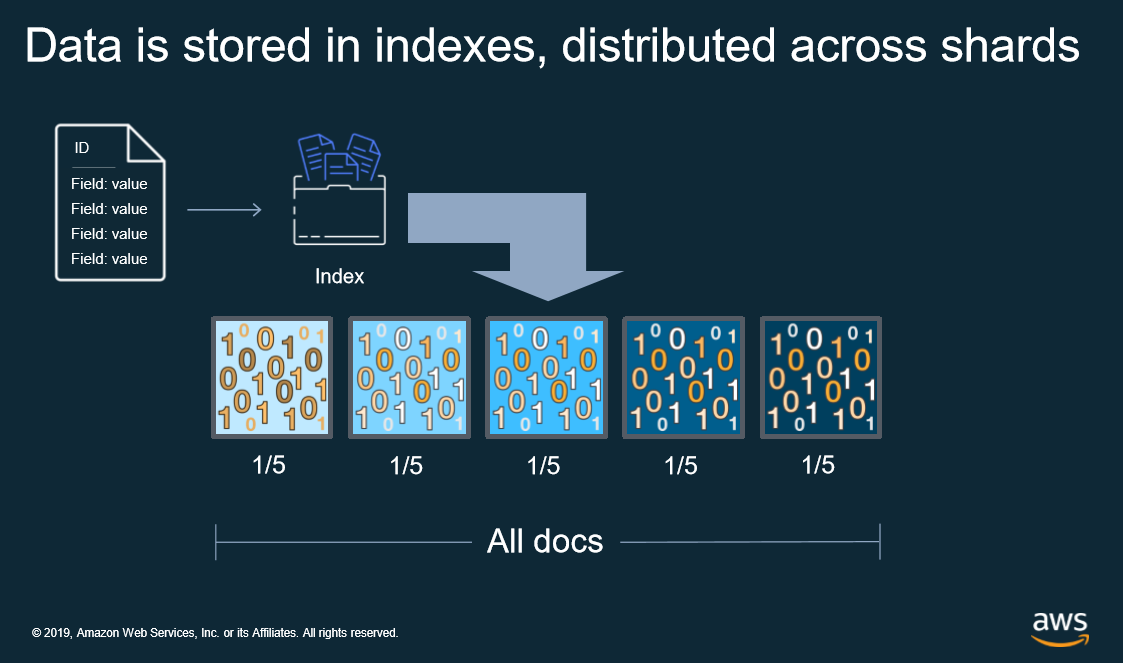 Data is stored in indexes, distributed across shards
ID
Field: value
Field: value
Field: value
Field: value
Index
1/5
1/5
1/5
1/5
1/5
All docs
© 2019, Amazon Web Services, Inc. or its Affiliates. All rights reserved.
aws